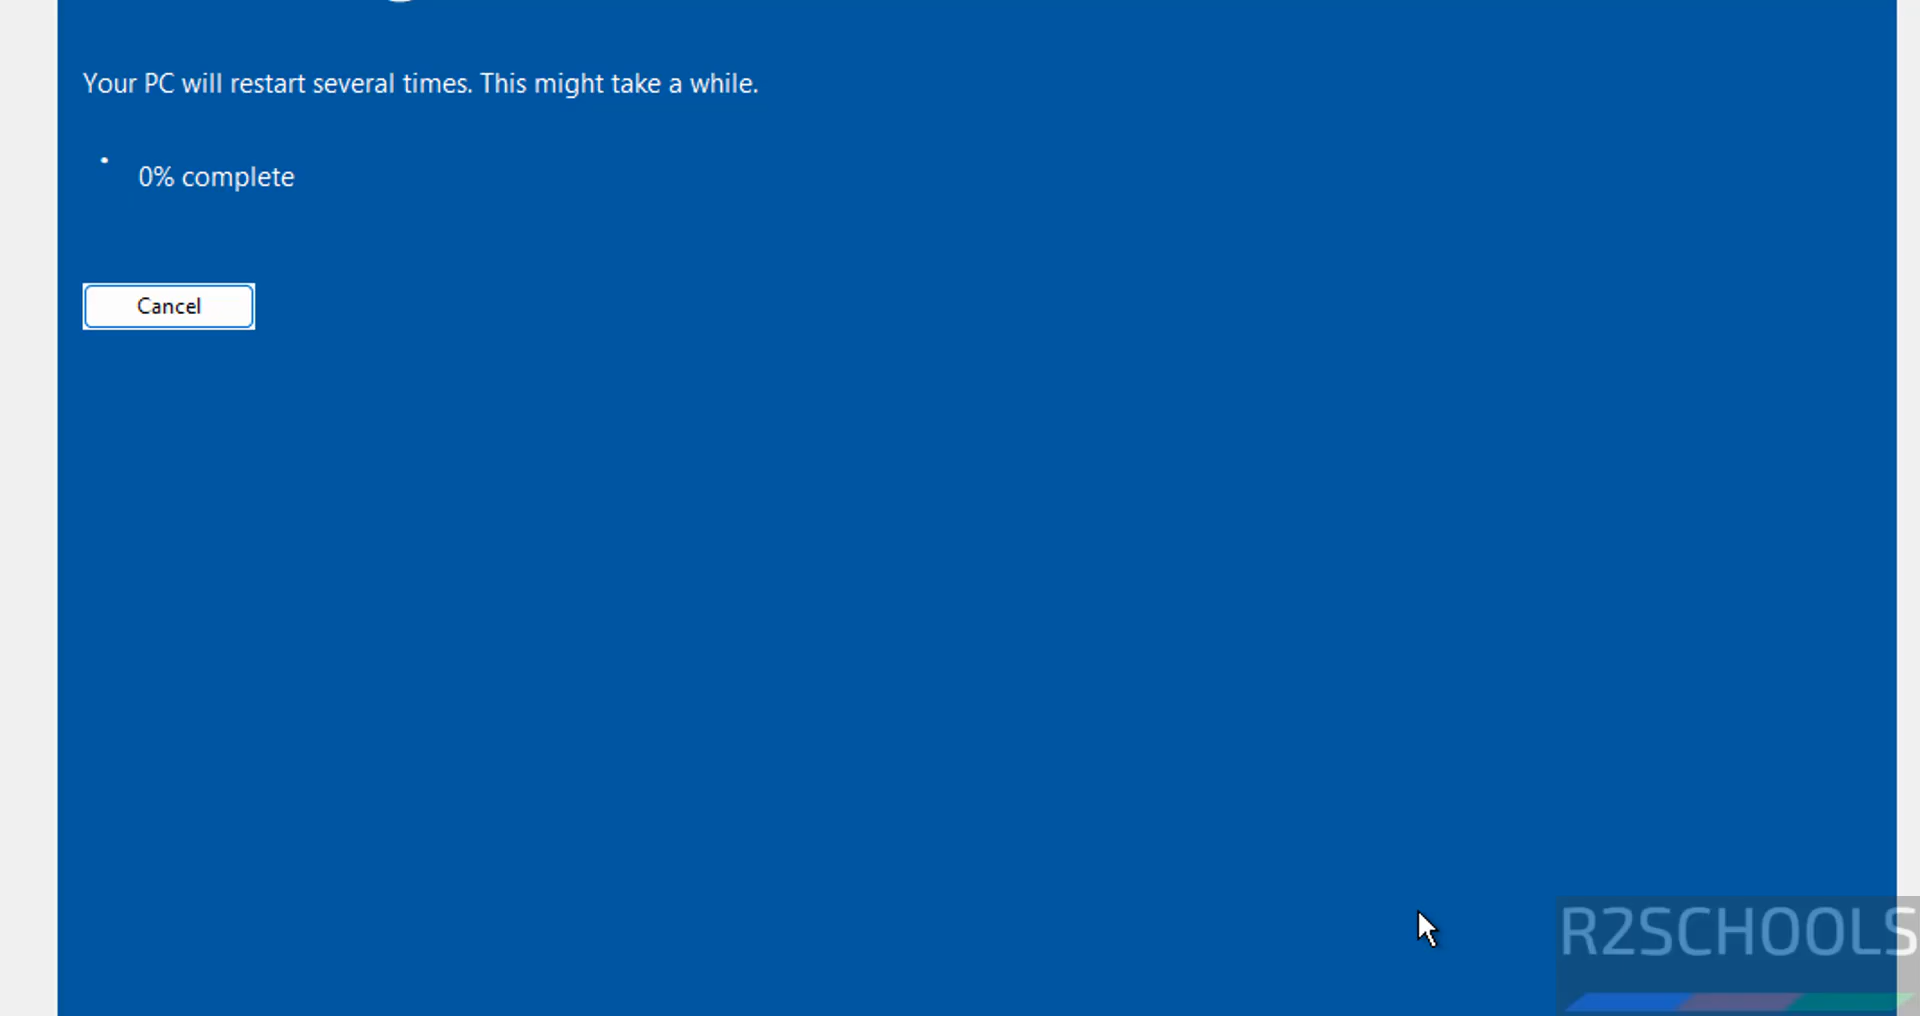 Your PC will restart several times. This might take a while.
0% complete
Cancel
R2SCHOOLS